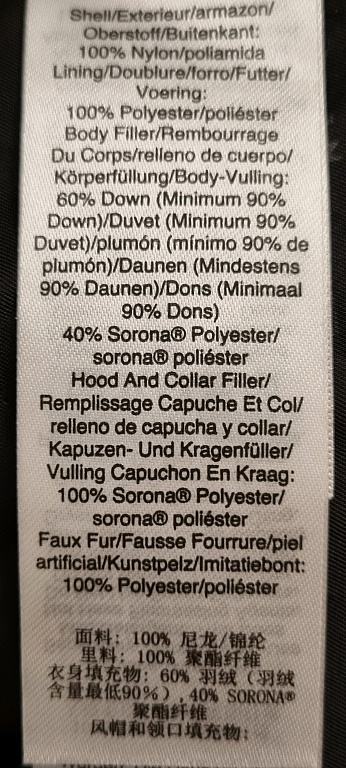 Shell/Exterieur/armazon/
Oberstoff/Buitenkant:
100% Nylon/poliamida
Lining/Doublure/forro/Futter/
Voering:
100% Polyester/poliéster
Body Filler/Rembourrage
Du Corps/relleno de cuerpo/
Körperfüllung/Body-Vulling:
60% Down (Minimum 90%
Down)/Duvet (Minimum 90%
Duvet)/plumón (mínimo 90% de
plumón)/Daunen (Mindestens
90% Daunen)/Dons (Minimaal
90% Dons)
40% Sorona® Polyester/
sorona® poliéster
Hood And Collar Filler/
Remplissage Capuche Et Col/
relleno de capucha y collar/
Kapuzen- Und Kragenfüller/
Vulling Capuchon En Kraag:
100% Sorona® Polyester/
sorona® poliéster
Faux Fur/Fausse Fourrure/piel
artificial/Kunstpelz/Imitatiebont:
100% Polyester/poliéster
面料: 100% 尼龙/锦纶
里料: 100% 聚酯纤维
衣身填充物: 60% 羽绒 (羽绒
含量最低90%), 40% SORONA®
聚酯纤维
风帽和领口填充物: